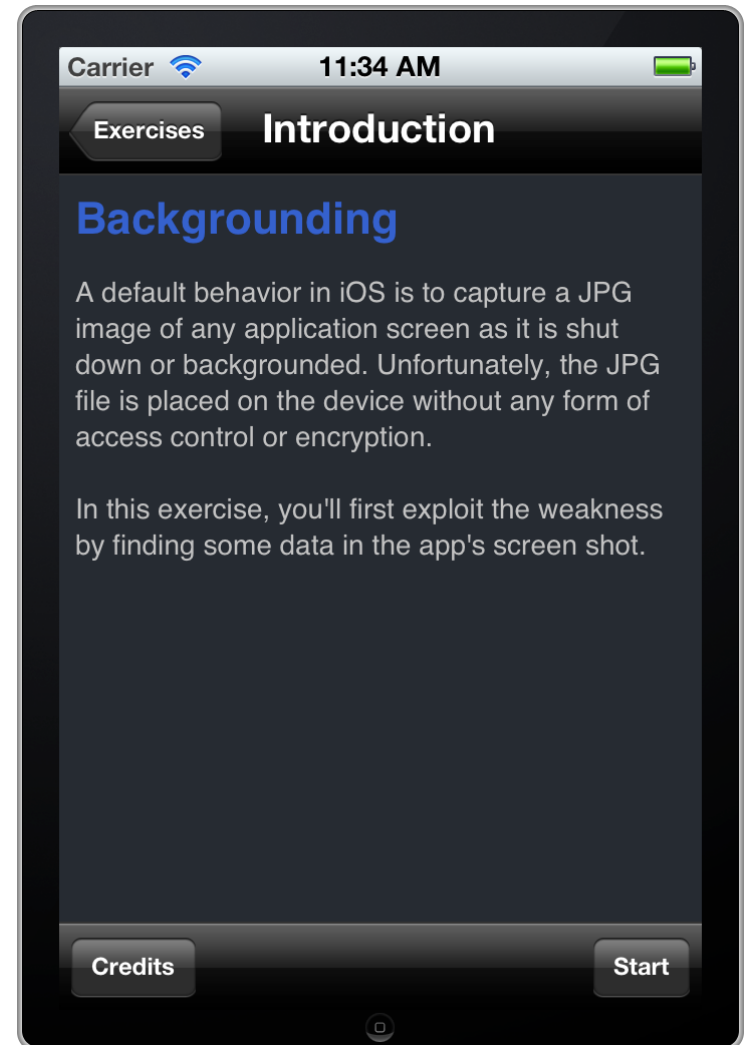 Carrier 11:34 AM
Exercises Introduction
Backgrounding
A default behavior in iOS is to capture a JPG
image of any application screen as it is shut
down or backgrounded. Unfortunately, the JPG
file is placed on the device without any form of
access control or encryption.
In this exercise, you'll first exploit the weakness
by finding some data in the app's screen shot.
Credits Start